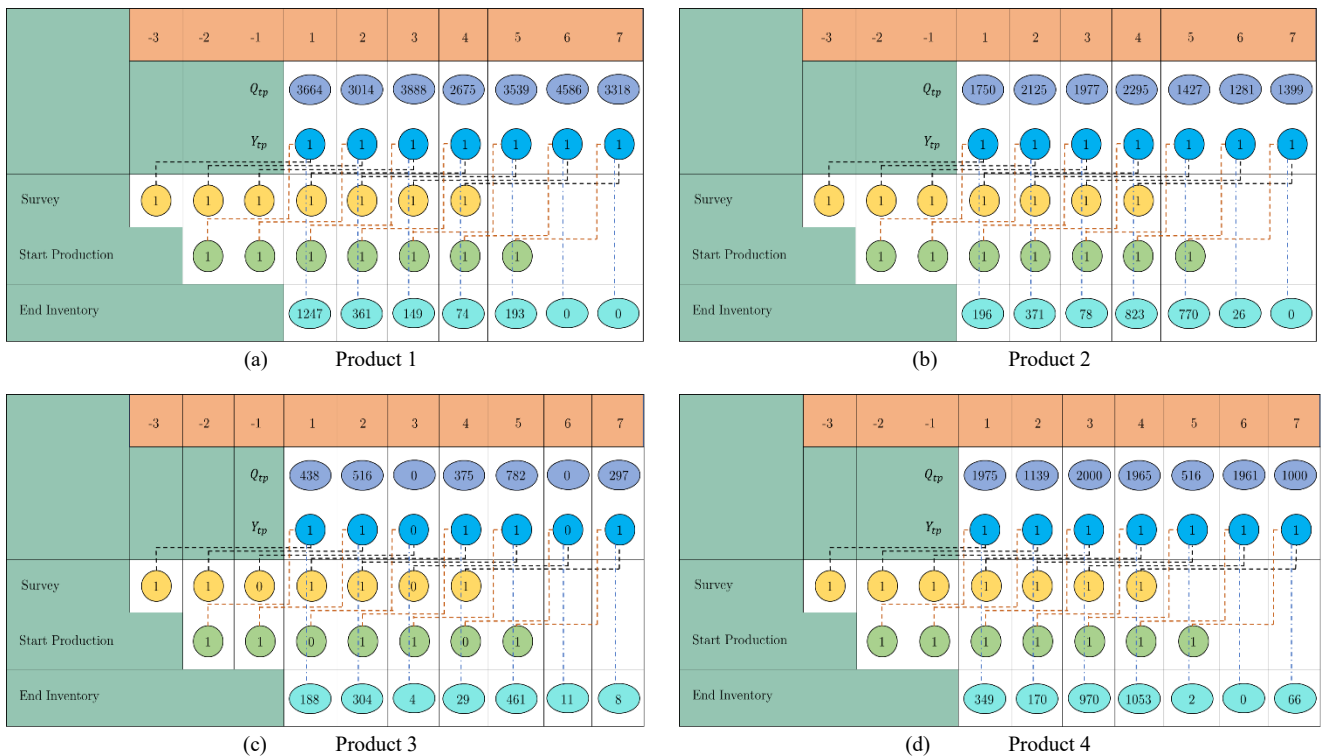 -3 -2 -1 1 2 3 4 5 6 7
Qtp 3664 3014 3888 2675 3539 4586 3318
Ytp 1 1 1 1 1 1 1
Survey 1 1 1 1 1 1 1
Start Production 1 1 1 1 1 1 1
End Inventory 1247 361 149 74 193 0 0
(a) Product 1
-3 -2 -1 1 2 3 4 5 6 7
Qtp 1750 2125 1977 2295 1427 1281 1399
Ytp 1 1 1 1 1 1 1
Survey 1 1 1 1 1 1 1
Start Production 1 1 1 1 1 1 1
End Inventory 196 371 78 823 770 26 0
(b) Product 2
-3 -2 -1 1 2 3 4 5 6 7
Qtp 438 516 0 375 782 0 297
Ytp 1 1 0 1 1 0 1
Survey 1 1 0 1 1 0 1
Start Production 1 1 0 1 1 0 1
End Inventory 188 304 4 29 461 11 8
(c) Product 3
-3 -2 -1 1 2 3 4 5 6 7
Qtp 1975 1139 2000 1965 516 1961 1000
Ytp 1 1 1 1 1 1 1
Survey 1 1 1 1 1 1 1
Start Production 1 1 1 1 1 1 1
End Inventory 349 170 970 1053 2 0 66
(d) Product 4